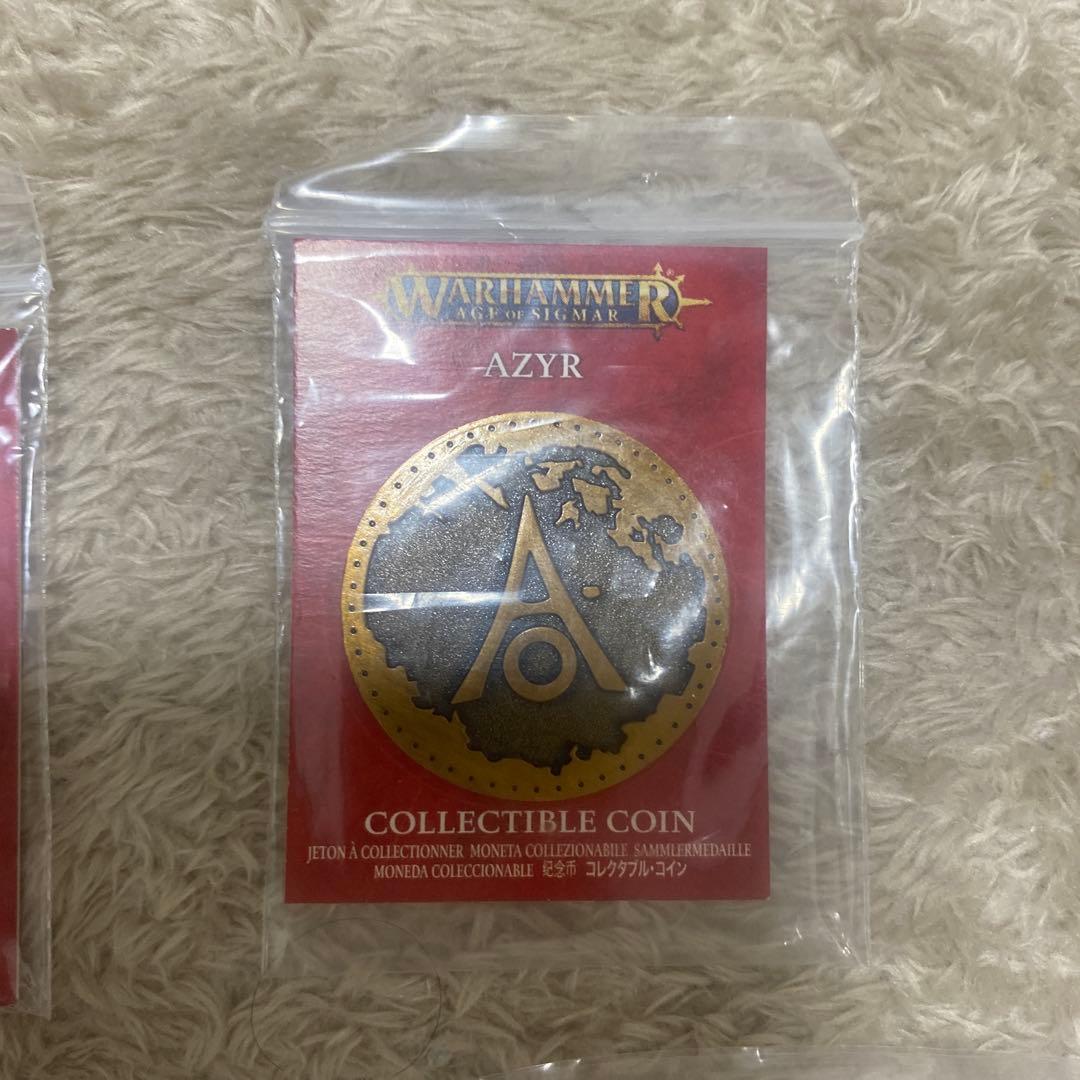 WARHAMMER
AGE OF SIGMAR
AZYR
COLLECTIBLE COIN
JETON À COLLECTIONNER MONETA COLLEZIONABILE SAMMLERMEDAILLE
MONEDA COLECCIONABLE 纪念币 コレクタブル・コイン